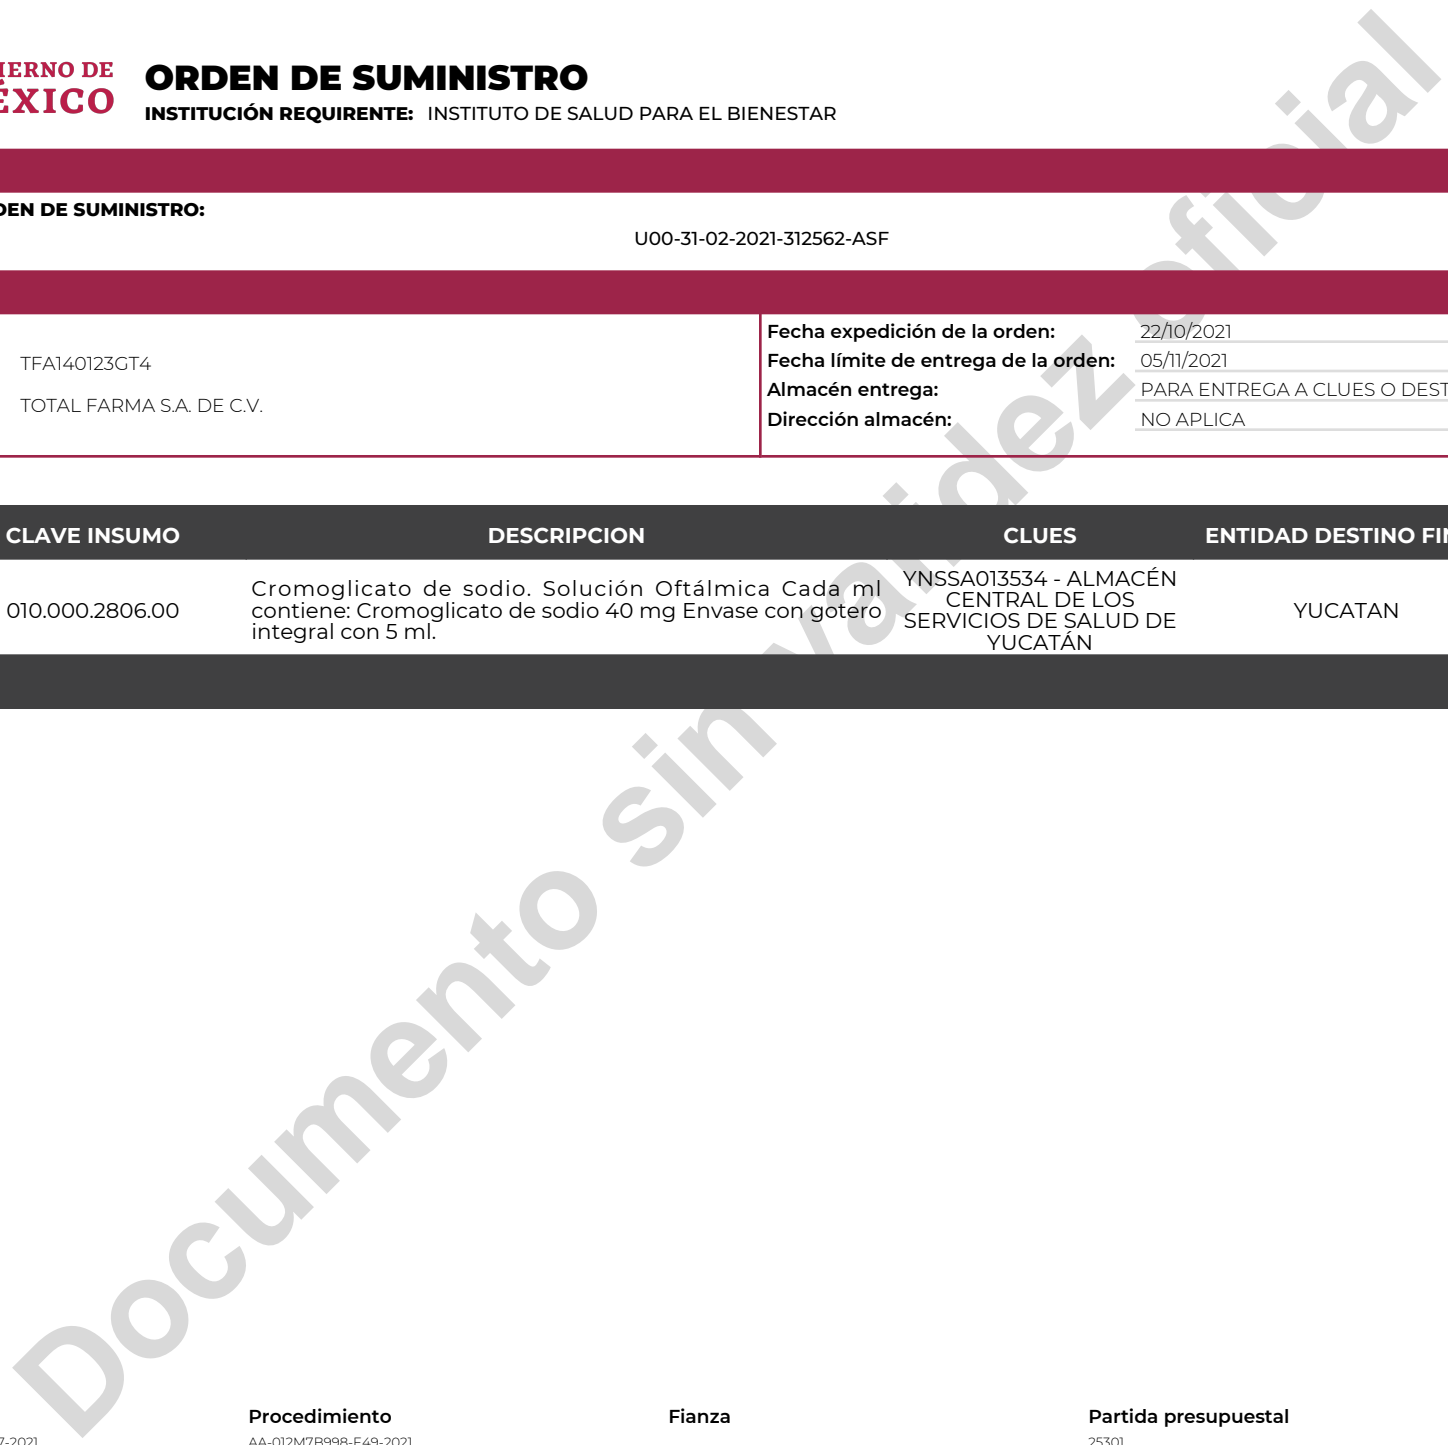 ORDEN DE SUMINISTRO
INSTITUCIÓN REQUIRENTE: INSTITUTO DE SALUD PARA EL BIENESTAR
DE
ÉXICO
DE SUMINISTRO:
U00-31-02-2021-312562-ASF
TFA140123GT4
TOTAL FARMA S.A. DE C.V.
Fecha expedición de la orden: 22/10/2021
Fecha límite de entrega de la orden: 05/11/2021
Almacén entrega: PARA ENTREGA A CLUES O DEST
Dirección almacén: NO APLICA
CLAVE INSUMO DESCRIPCION CLUES ENTIDAD DESTINO FIN
010.000.2806.00
Cromoglicato de sodio. Solución Oftálmica Cada ml
contiene: Cromoglicato de sodio 40 mg Envase con gotero
integral con 5 ml.
YNSSA013534 - ALMACÉN
CENTRAL DE LOS
SERVICIOS DE SALUD DE
YUCATÁN
YUCATAN
Documento sin validez oficial
Procedimiento Fianza Partida presupuestal
7-2021 AA-012M7B998-E49-2021 25301